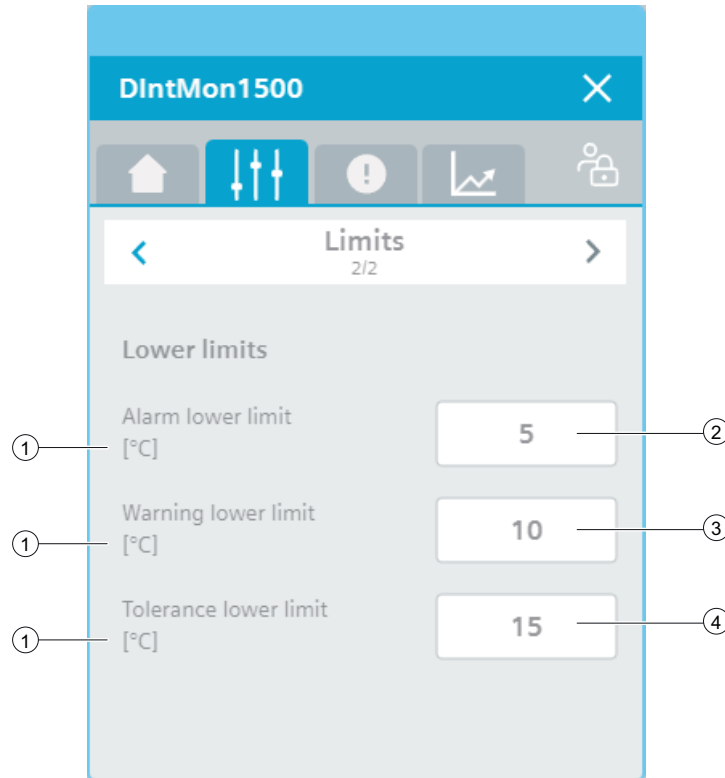 DIntMon1500
Limits
2/2
Lower limits
Alarm lower limit
[°C]
5
1
2
Warning lower limit
[°C]
10
1
3
Tolerance lower limit
[°C]
15
1
4